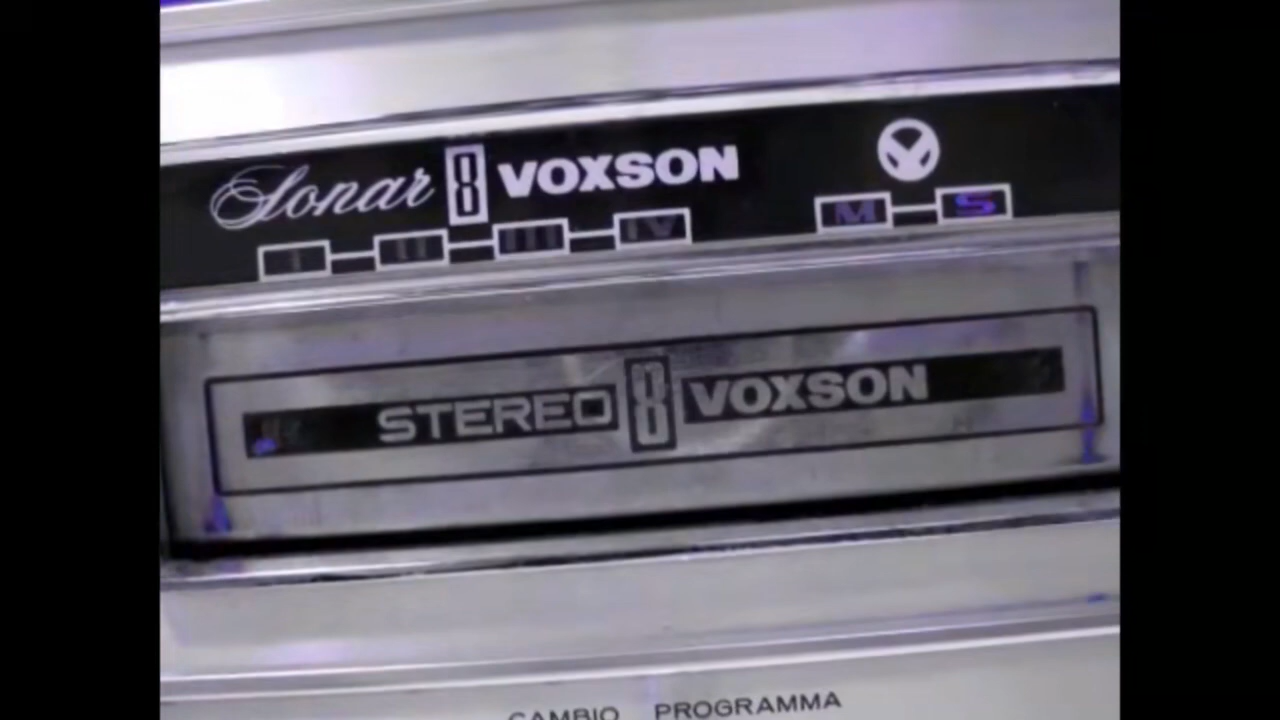 Sonar 8 VOXSON
I II III IV M S
STEREO 8 VOXSON
CAMBIO PROGRAMMA